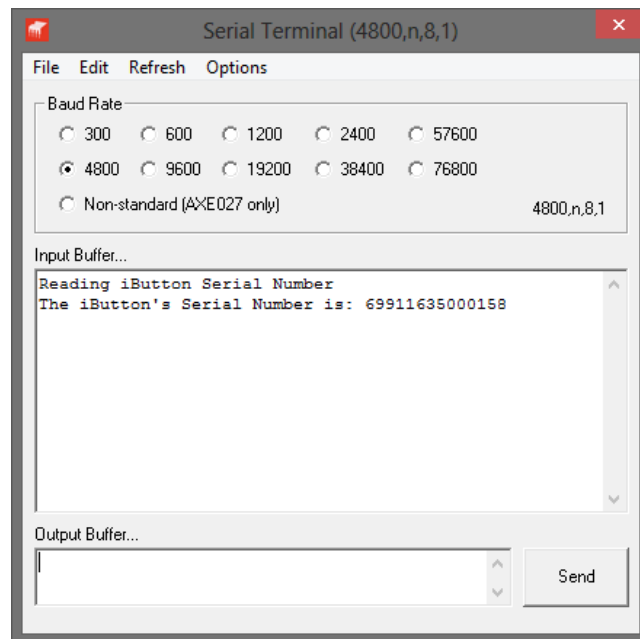 Serial Terminal (4800,n,8,1)
File Edit Refresh Options
Baud Rate
300 600 1200 2400 57600
4800 9600 19200 38400 76800
Non-standard (AXE027 only) 4800,n,8,1
Input Buffer...
Reading iButton Serial Number
The iButton's Serial Number is: 69911635000158
Output Buffer...
Send